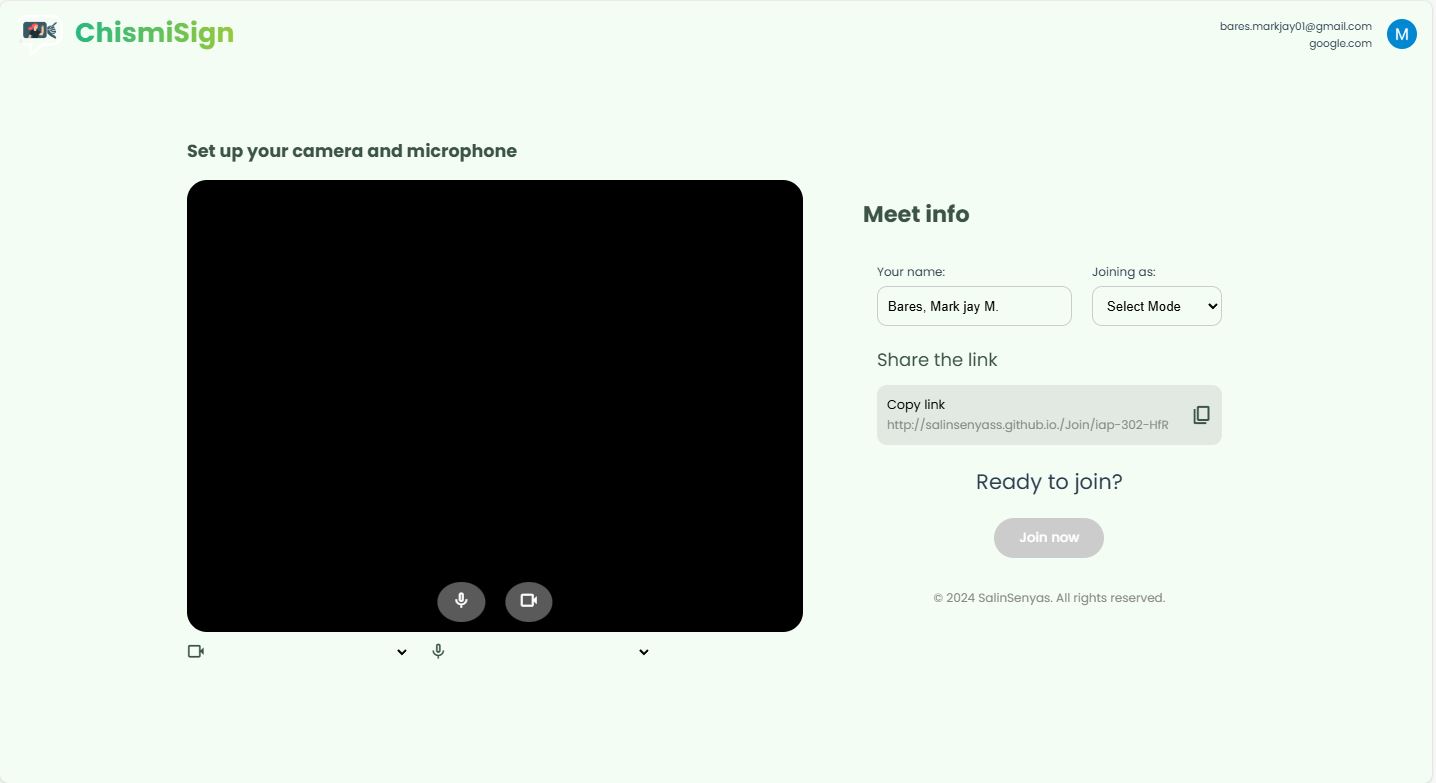 ChismiSign
bares.markjay01@gmail.com
google.com
M
Set up your camera and microphone
Meet info
Your name:
Joining as:
Bares, Mark jay M.
Select Mode
Share the link
Copy link
http://salinsenyass.github.io./Join/iap-302-HfR
Ready to join?
Join now
© 2024 SalinSenyas. All rights reserved.